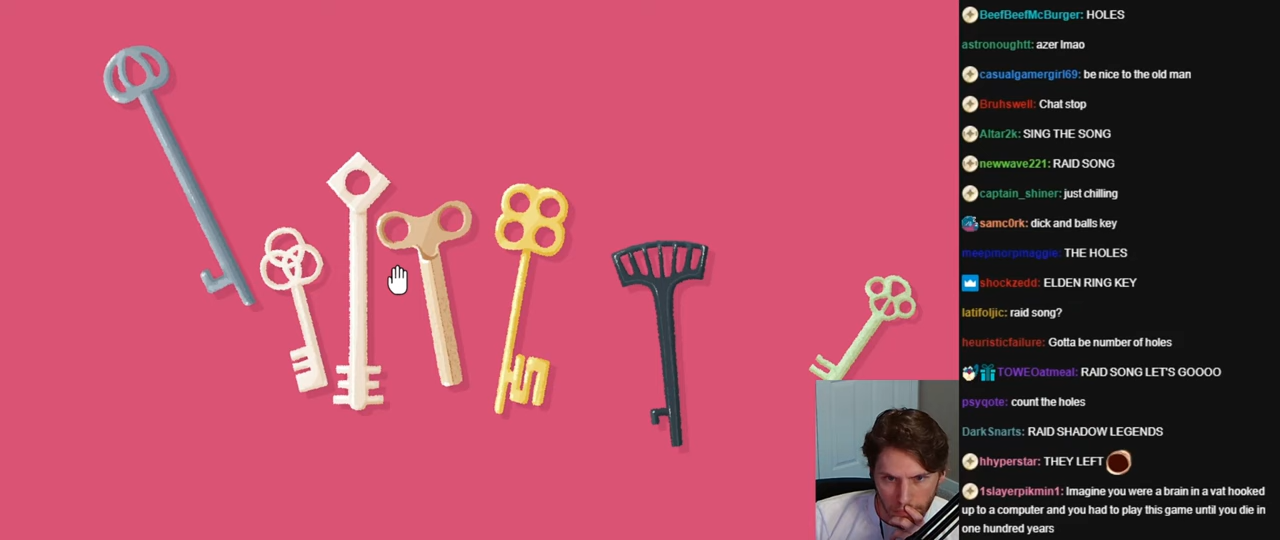 BeefBeefMcBurger: HOLES
astronoughtt: azer lmao
casualgamergirl69: be nice to the old man
Bruhswell: Chat stop
Altar2k: SING THE SONG
newwave221: RAID SONG
captain_shiner: just chilling
samc0rk: dick and balls key
meepmorpmaggie: THE HOLES
shockzedd: ELDEN RING KEY
latifoljic: raid song?
heuristicfailure: Gotta be number of holes
TOWEOatmeal: RAID SONG LET'S GOOOO
psyqote: count the holes
DarkSnarts: RAID SHADOW LEGENDS
hhyperstar: THEY LEFT
1slayerpikmin1: Imagine you were a brain in a vat hooked
up to a computer and you had to play this game until you die in
one hundred years